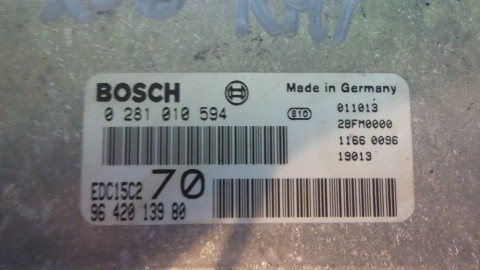 BOSCH
Made in Germany
0 281 010 594
810
011013
28FM0000
1166 0096
19013
EDC15C2 70
96 420 139 80